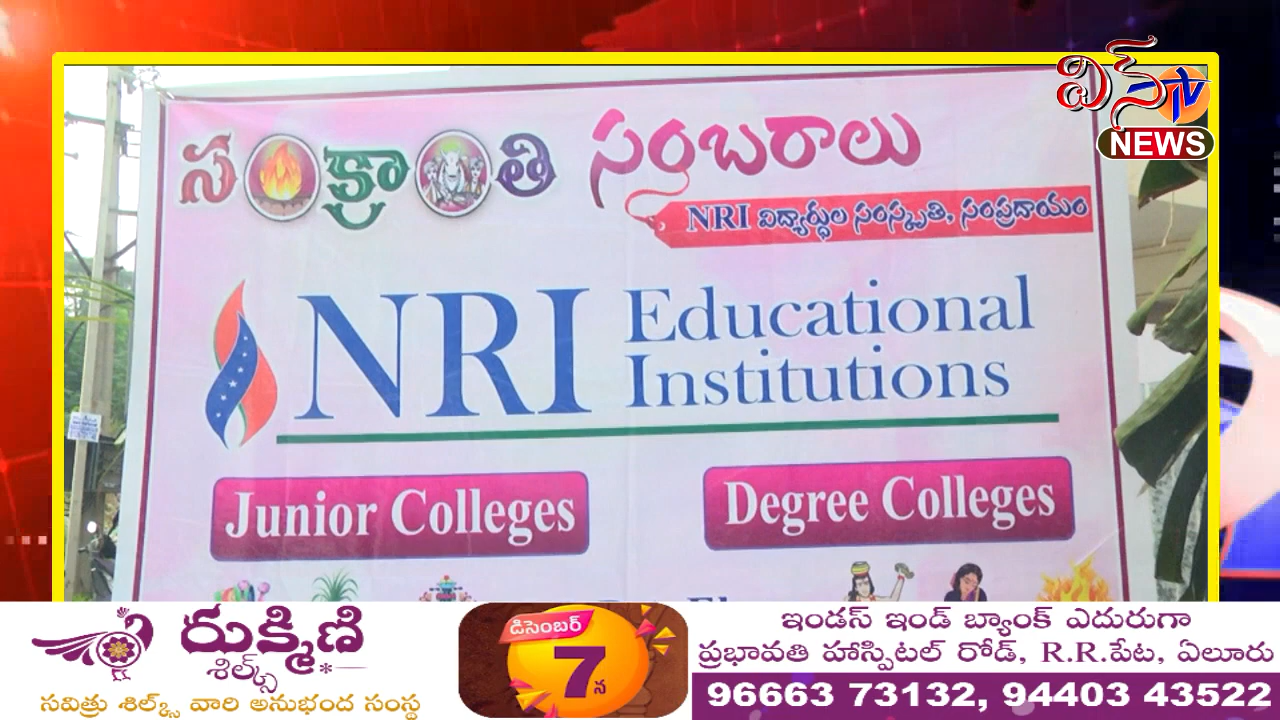 విన్ TV
NEWS
సంక్రాంతి సంబరాలు
NRI విద్యార్థుల సంస్కృతి, సంప్రదాయం
NRI Educational
Institutions
Junior Colleges
Degree Colleges
రుక్మిణి
శిల్క్స్
సవిత్రు శిల్క్స్ వారి అనుభంద సంస్థ
డిసెంబర్
7న
ఇండస్ ఇండ్ బ్యాంక్ ఎదురుగా
ప్రభావతి హాస్పిటల్ రోడ్, R.R.పేట, ఏలూరు
96663 73132, 94403 43522